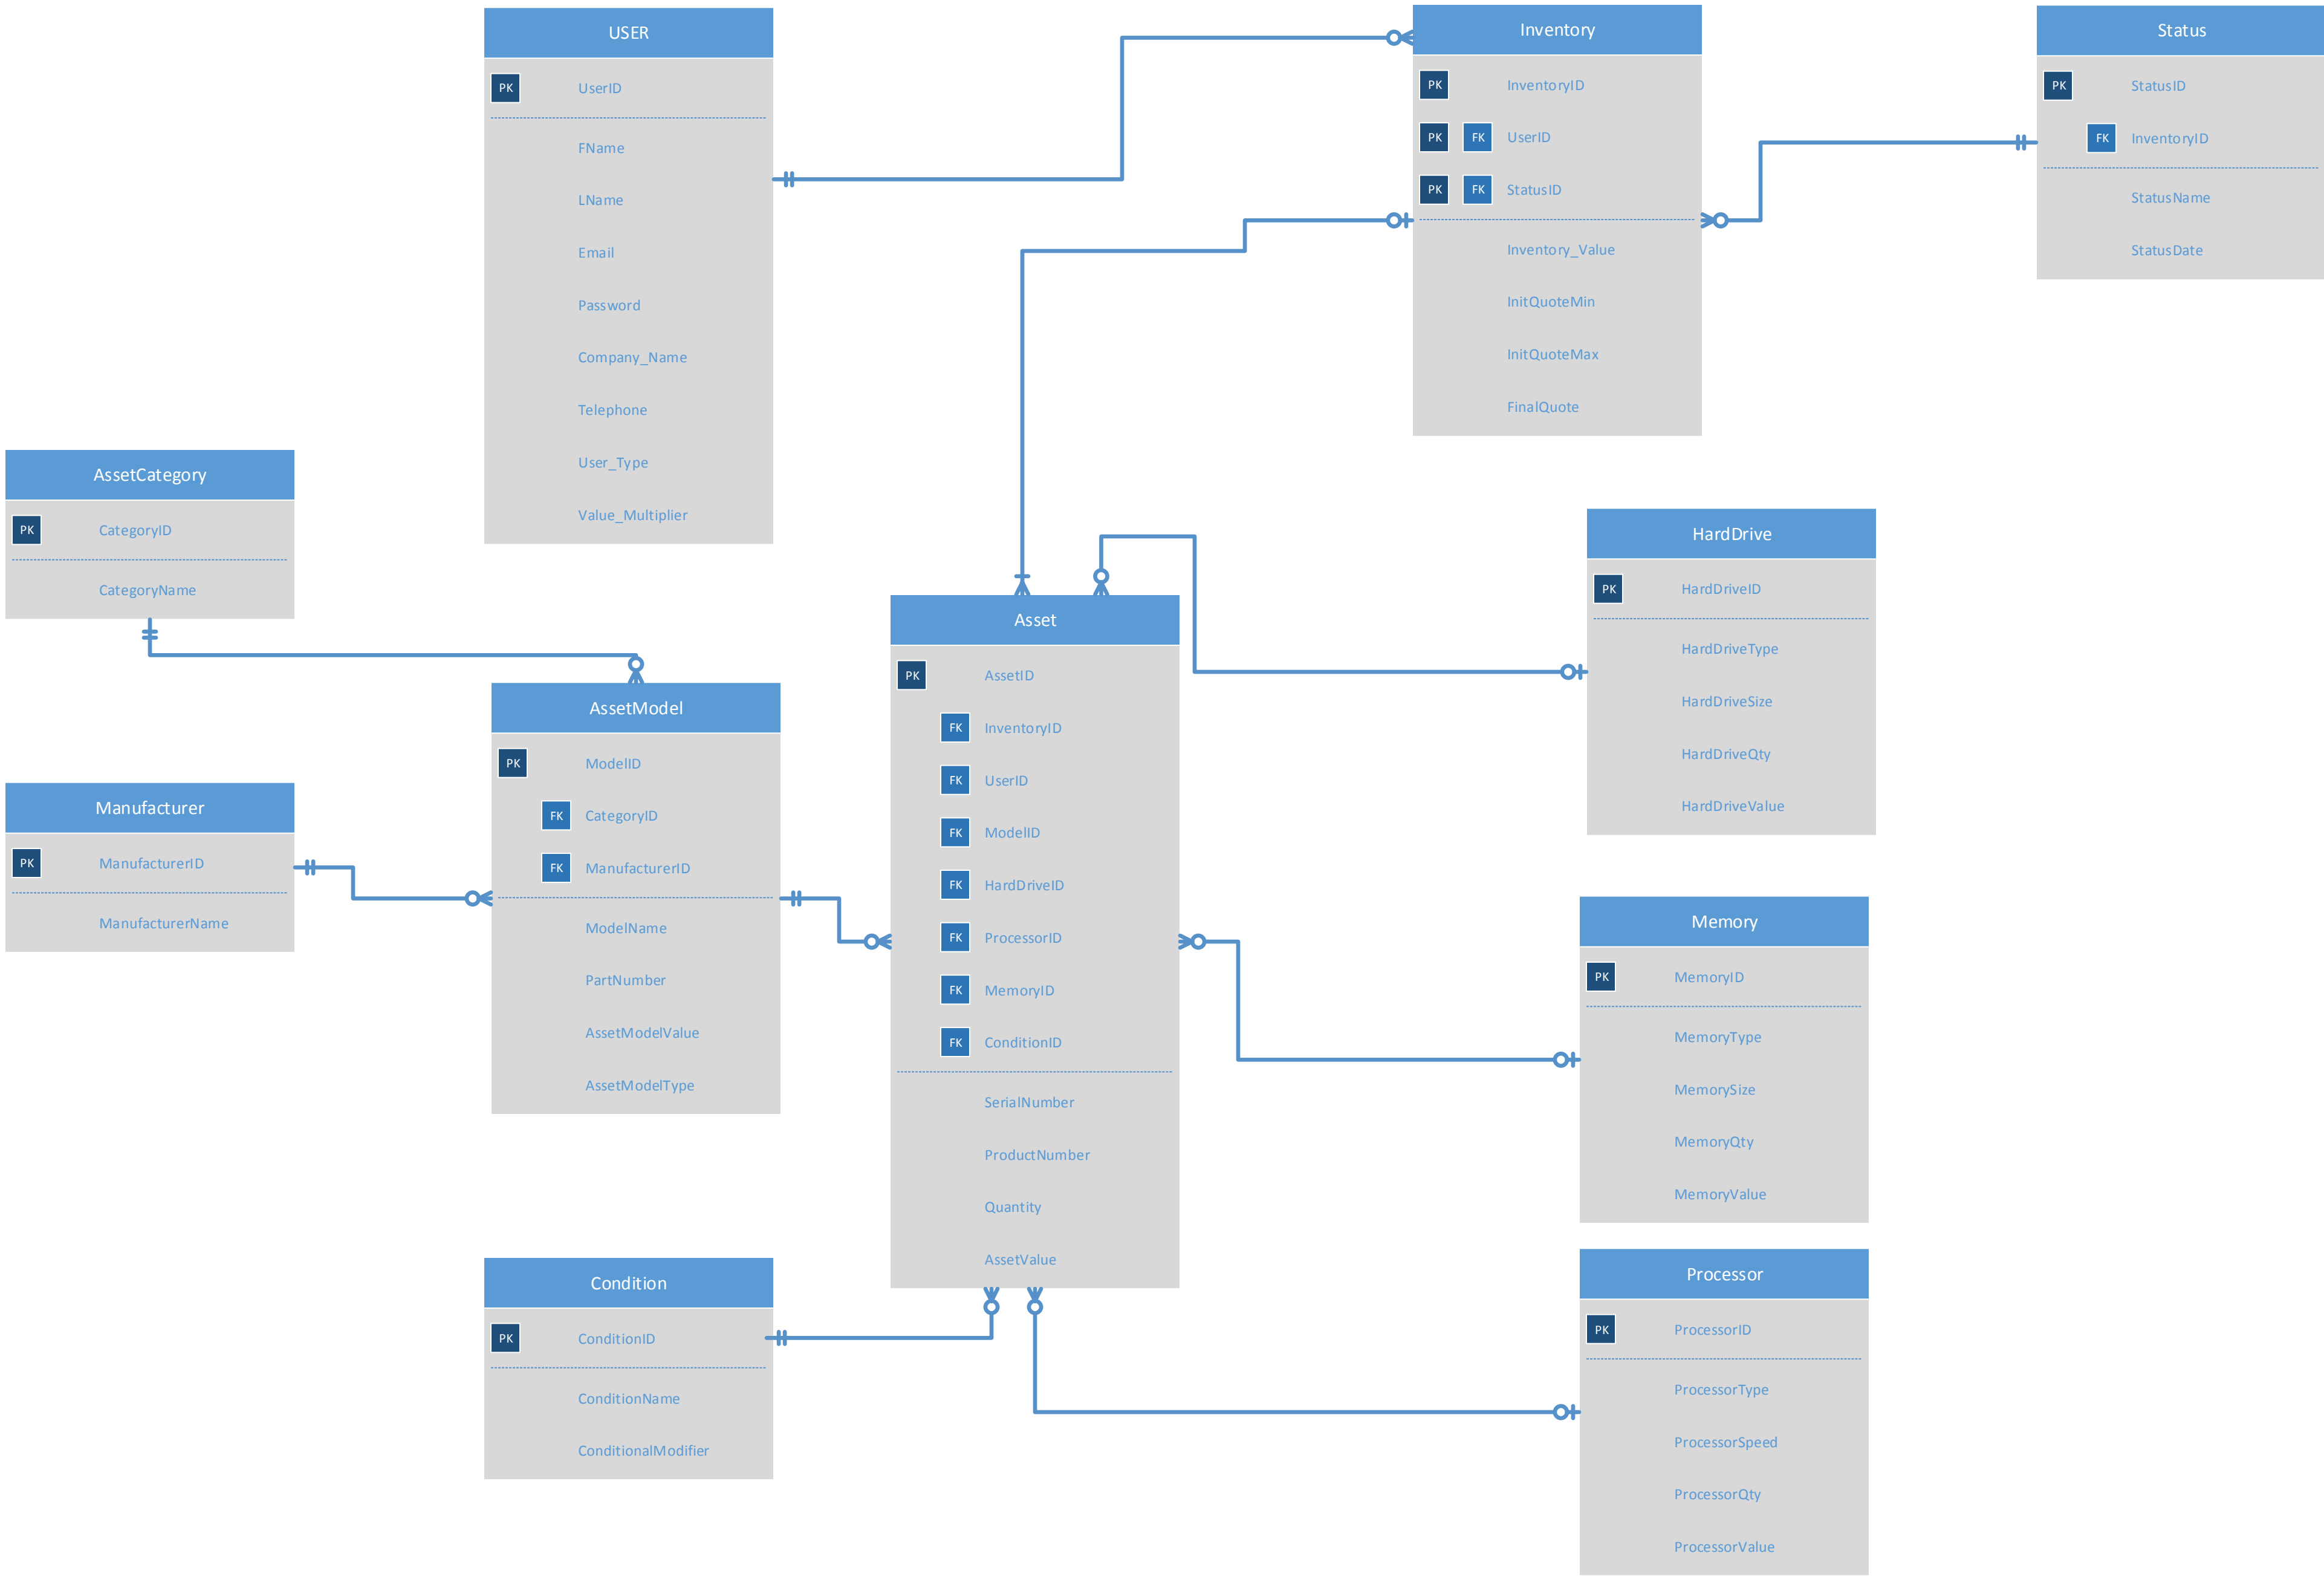 USER
PK UserID
FName
LName
Email
Password
Company_Name
Telephone
User_Type
Value_Multiplier
Inventory
PK InventoryID
PK FK UserID
PK FK StatusID
Inventory_Value
InitQuoteMin
InitQuoteMax
FinalQuote
Status
PK StatusID
FK InventoryID
StatusName
StatusDate
AssetCategory
PK CategoryID
CategoryName
Manufacturer
PK ManufacturerID
ManufacturerName
AssetModel
PK ModelID
FK CategoryID
FK ManufacturerID
ModelName
PartNumber
AssetModelValue
AssetModelType
Asset
PK AssetID
FK InventoryID
FK UserID
FK ModelID
FK HardDriveID
FK ProcessorID
FK MemoryID
FK ConditionID
SerialNumber
ProductNumber
Quantity
AssetValue
HardDrive
PK HardDriveID
HardDriveType
HardDriveSize
HardDriveQty
HardDriveValue
Memory
PK MemoryID
MemoryType
MemorySize
MemoryQty
MemoryValue
Condition
PK ConditionID
ConditionName
ConditionalModifier
Processor
PK ProcessorID
ProcessorType
ProcessorSpeed
ProcessorQty
ProcessorValue